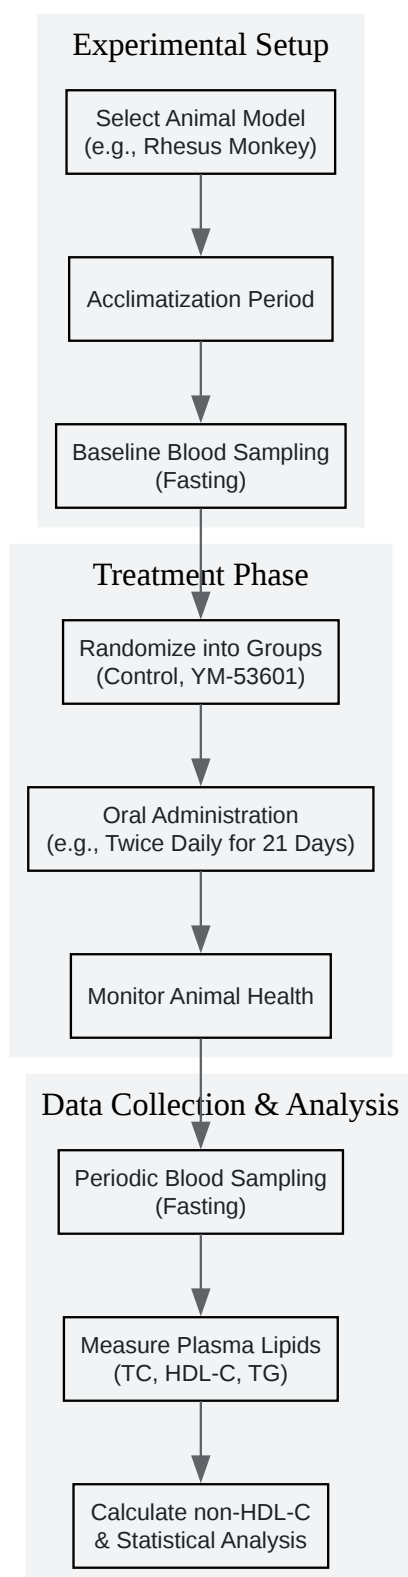 Experimental Setup
Select Animal Model
(e.g., Rhesus Monkey)
Acclimatization Period
Baseline Blood Sampling
(Fasting)
Treatment Phase
Randomize into Groups
(Control, YM-53601)
Oral Administration
(e.g., Twice Daily for 21 Days)
Monitor Animal Health
Data Collection & Analysis
Periodic Blood Sampling
(Fasting)
Measure Plasma Lipids
(TC, HDL-C, TG)
Calculate non-HDL-C
& Statistical Analysis